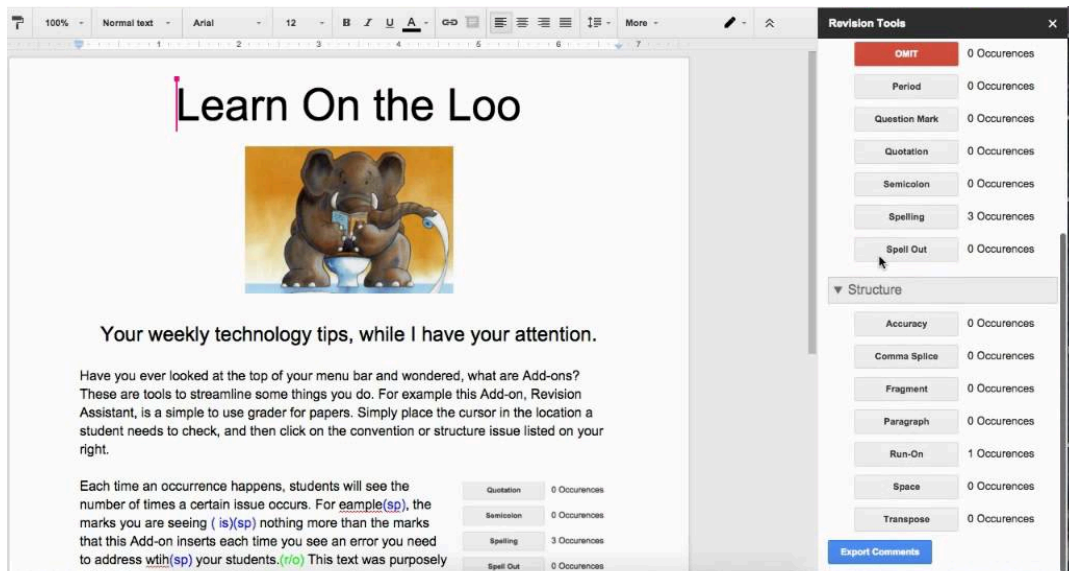 100% Normal text Arial 12 B I U A More
Revision Tools ×
1 2 3 4 5 6 7
OMIT 0 Occurences
Period 0 Occurences
Question Mark 0 Occurences
Quotation 0 Occurences
Semicolon 0 Occurences
Spelling 3 Occurences
Spell Out 0 Occurences
Structure
Accuracy 0 Occurences
Comma Splice 0 Occurences
Fragment 0 Occurences
Paragraph 0 Occurences
Run-On 1 Occurences
Space 0 Occurences
Transpose 0 Occurences
Export Comments
Learn On the Loo
Your weekly technology tips, while I have your attention.
Have you ever looked at the top of your menu bar and wondered, what are Add-ons?
These are tools to streamline some things you do. For example this Add-on, Revision
Assistant, is a simple to use grader for papers. Simply place the cursor in the location a
student needs to check, and then click on the convention or structure issue listed on your
right.
Each time an occurrence happens, students will see the
number of times a certain issue occurs. For eample(sp), the
marks you are seeing ( is)(sp) nothing more than the marks
that this Add-on inserts each time you see an error you need
to address wtih(sp) your students.(r/o) This text was purposely
Quotation 0 Occurences
Semicolon 0 Occurences
Spelling 3 Occurences
Spell Out 0 Occurences